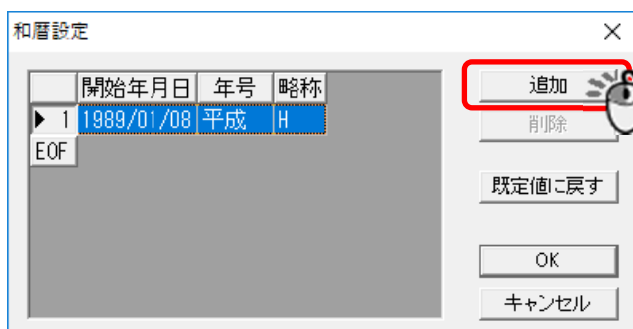 和暦設定
開始年月日 年号 略称
1 1989/01/08 平成 H
EOF
追加
削除
既定値に戻す
OK
キャンセル